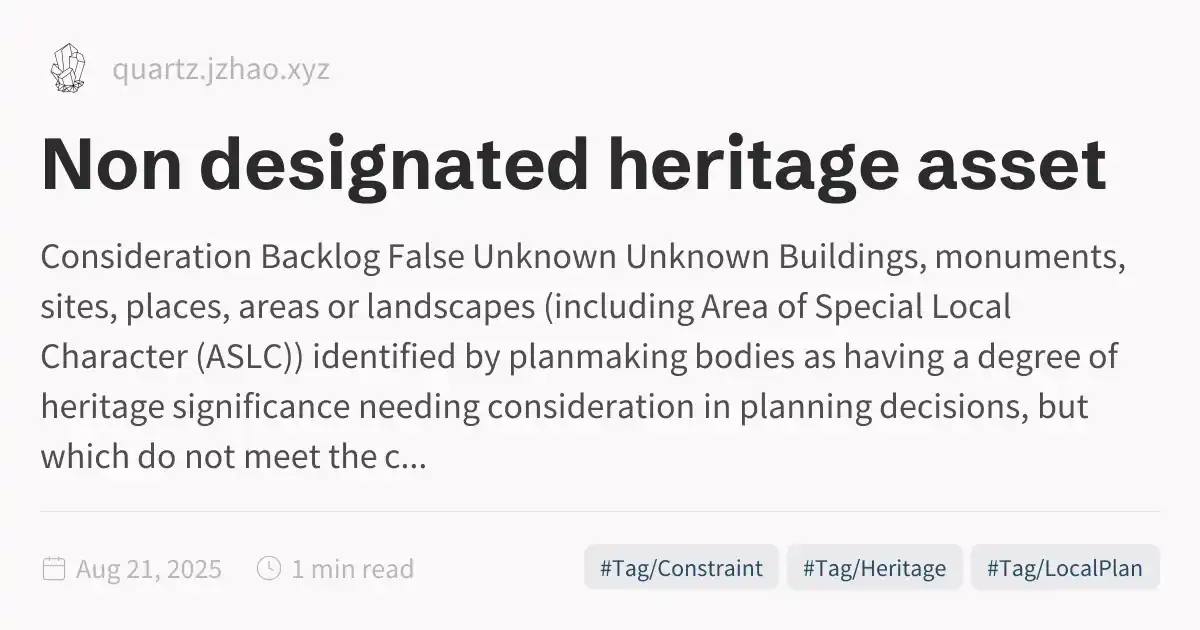 quartz.jzhao.xyz
Non designated heritage asset
Consideration Backlog False Unknown Unknown Buildings, monuments,
sites, places, areas or landscapes (including Area of Special Local
Character (ASLC)) identified by planmaking bodies as having a degree of
heritage significance needing consideration in planning decisions, but
which do not meet the c...
Aug 21, 2025 1 min read #Tag/Constraint #Tag/Heritage #Tag/LocalPlan